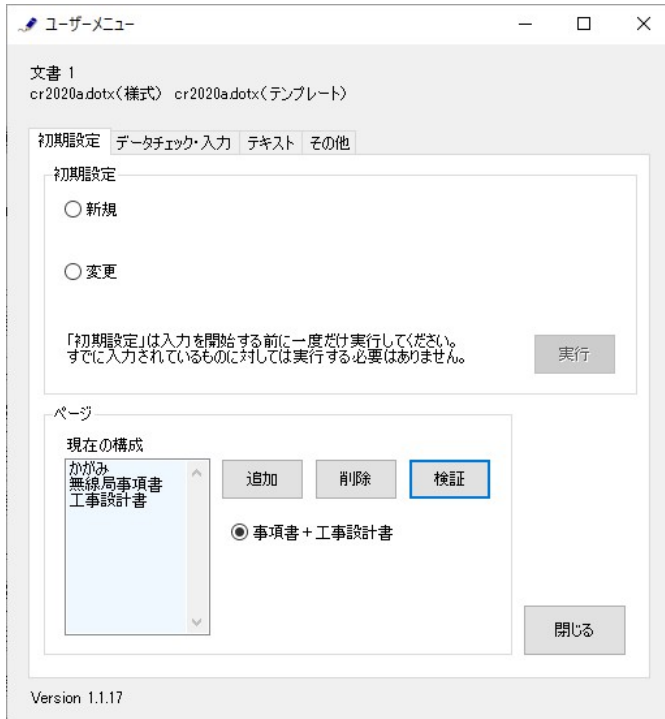 ユーザーメニュー
文書 1
cr2020a.dotx(様式) cr2020a.dotx(テンプレート)
初期設定 データチェック・入力 テキスト その他
初期設定
新規
変更
「初期設定」は入力を開始する前に一度だけ実行してください。
すでに入力されているものに対しては実行する必要はありません。
実行
ページ
現在の構成
かがみ
無線局事項書
工事設計書
追加 削除 検証
事項書+工事設計書
閉じる
Version 1.1.17